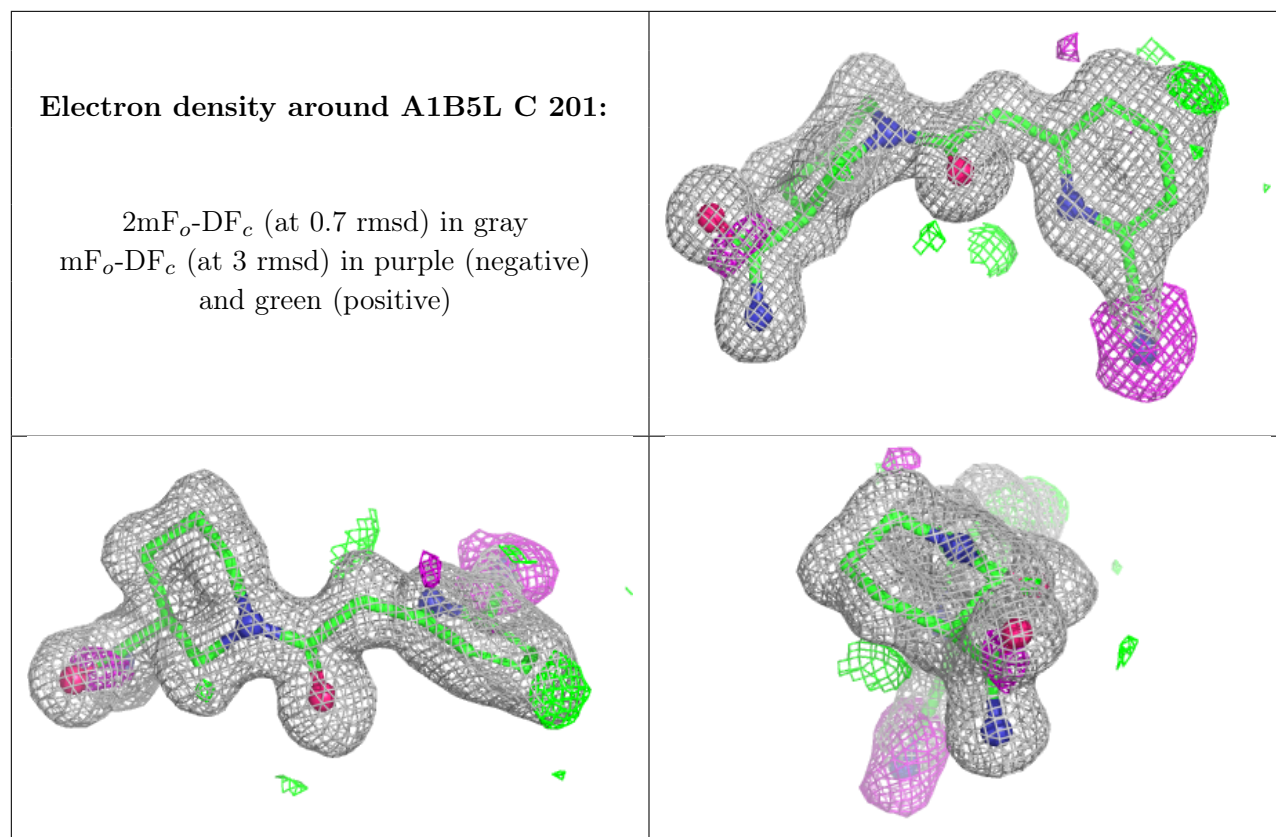 Electron density around A1B5L C 201:
2mFₒ-DF𝑐 (at 0.7 rmsd) in gray
mFₒ-DF𝑐 (at 3 rmsd) in purple (negative)
and green (positive)